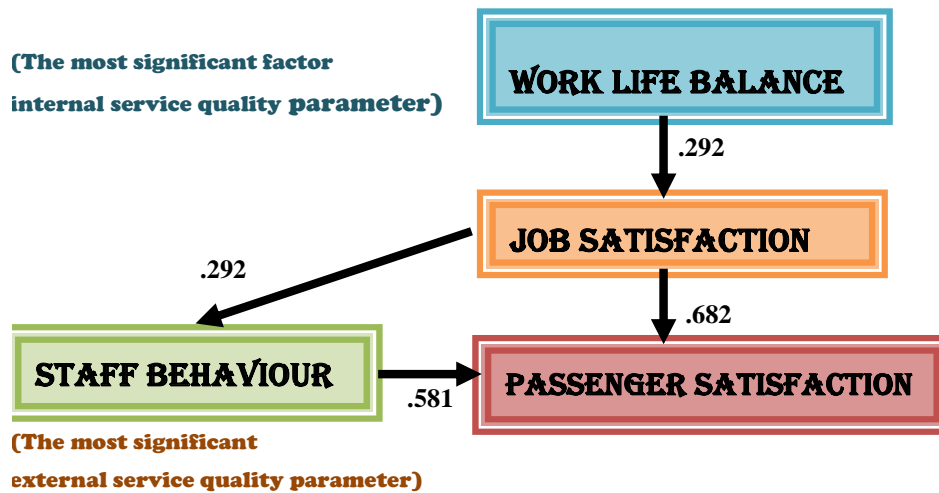 (The most significant factor
internal service quality parameter)
WORK LIFE BALANCE
.292
JOB SATISFACTION
.292
.682
STAFF BEHAVIOUR
.581
PASSENGER SATISFACTION
(The most significant
external service quality parameter)